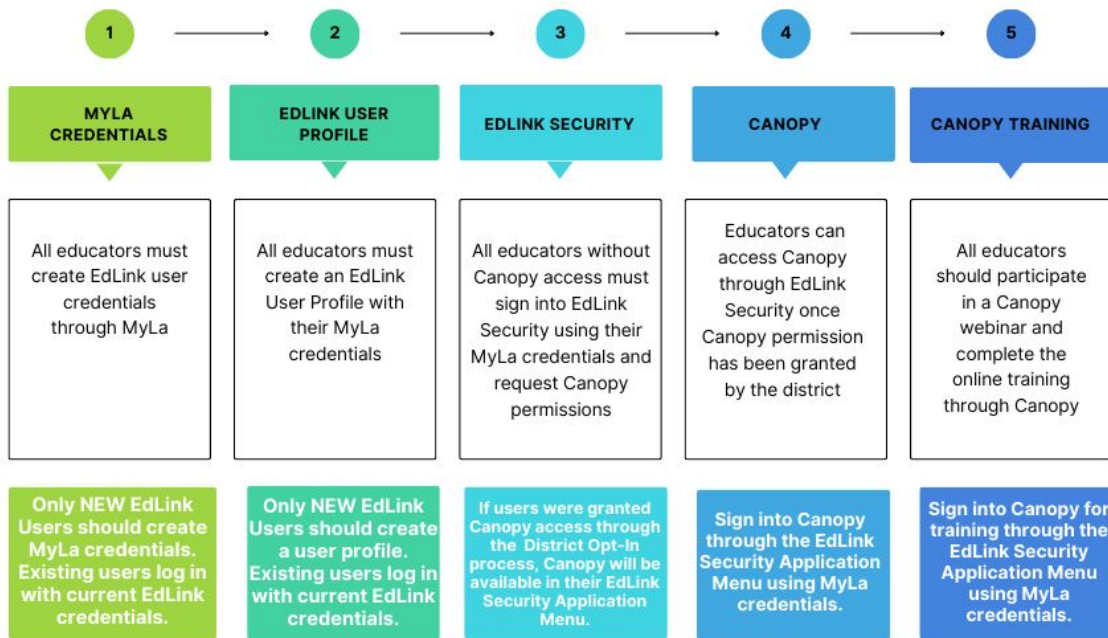 1
2
3
4
5
MYLA
CREDENTIALS
EDLINK USER
PROFILE
EDLINK SECURITY
CANOPY
CANOPY TRAINING
All educators must
create EdLink user
credentials
through MyLa
All educators must
create an EdLink
User Profile with
their MyLa
credentials
All educators without
Canopy access must
sign into EdLink
Security using their
MyLa credentials and
request Canopy
permissions
Educators can
access Canopy
through EdLink
Security once
Canopy permission
has been granted
by the district
All educators
should participate
in a Canopy
webinar and
complete the
online training
through Canopy
Only NEW EdLink
Users should create
MyLa credentials.
Existing users log in
with current EdLink
credentials.
Only NEW EdLink
Users should create
a user profile.
Existing users log in
with current EdLink
credentials.
If users were granted
Canopy access through
the District Opt-In
process, Canopy will be
available in their EdLink
Security Application
Menu.
Sign into Canopy
through the EdLink
Security Application
Menu using MyLa
credentials.
Sign into Canopy for
training through the
EdLink Security
Application Menu
using MyLa
credentials.